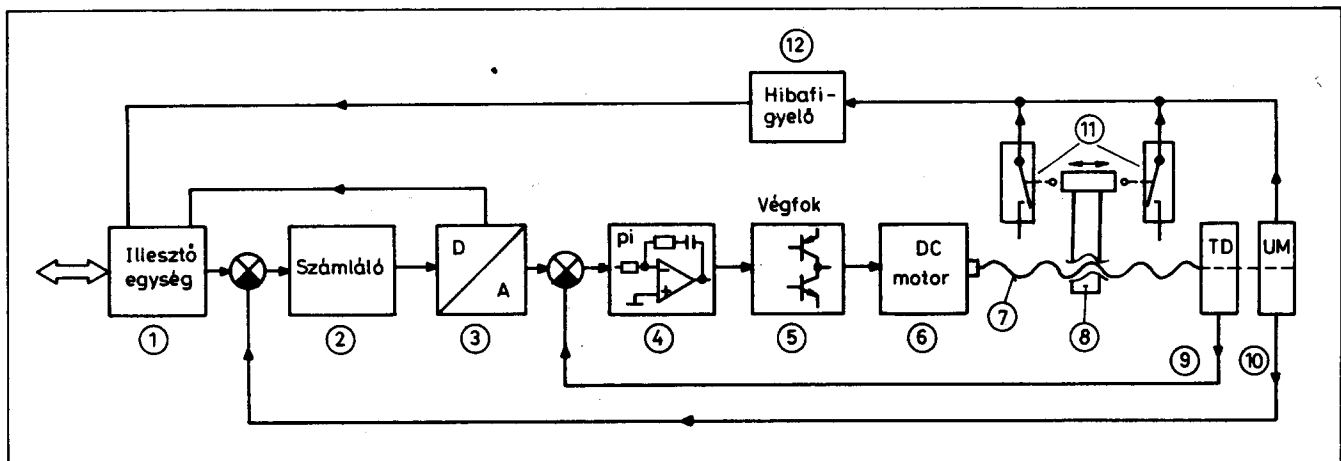 12
Hibafi-
gyelő
11
Végfok
Illesztő
egység
Számláló
D
A
pi
DC
motor
TD
UM
1
2
3
4
5
6
7
8
9
10